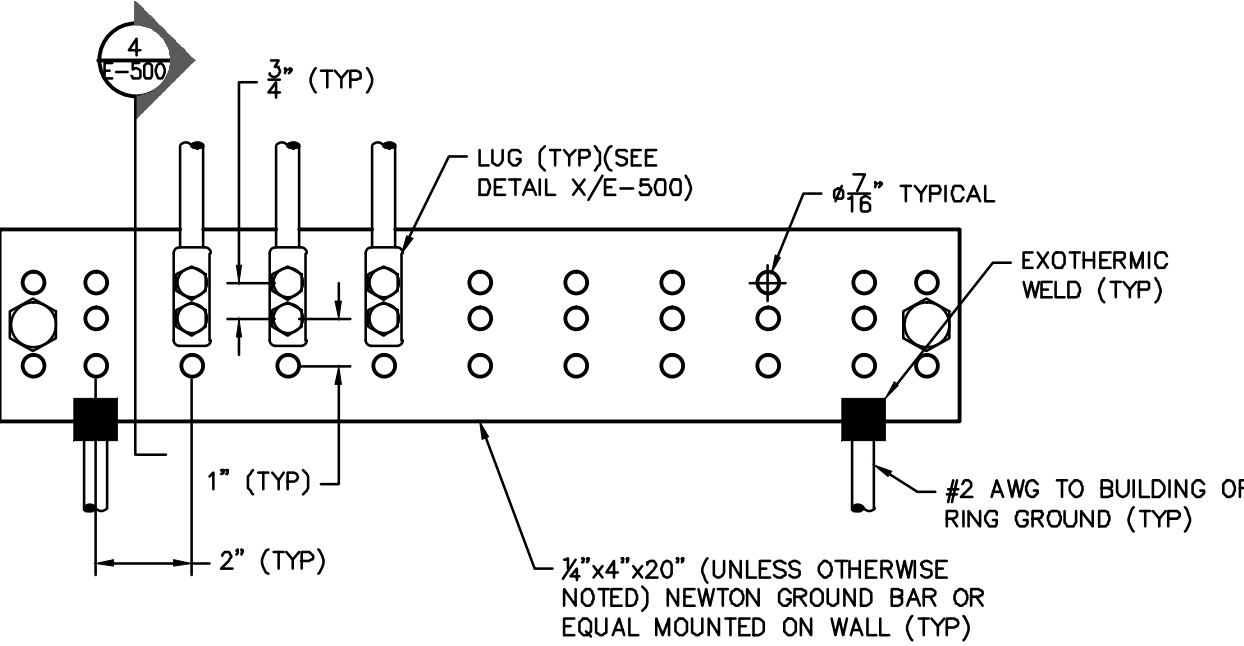 4
E-500
3/4" (TYP)
LUG (TYP)(SEE
DETAIL X/E-500)
ø7/16" TYPICAL
EXOTHERMIC
WELD (TYP)
1" (TYP)
2" (TYP)
#2 AWG TO BUILDING OR
RING GROUND (TYP)
1/4"x4"x20" (UNLESS OTHERWISE
NOTED) NEWTON GROUND BAR OR
EQUAL MOUNTED ON WALL (TYP)